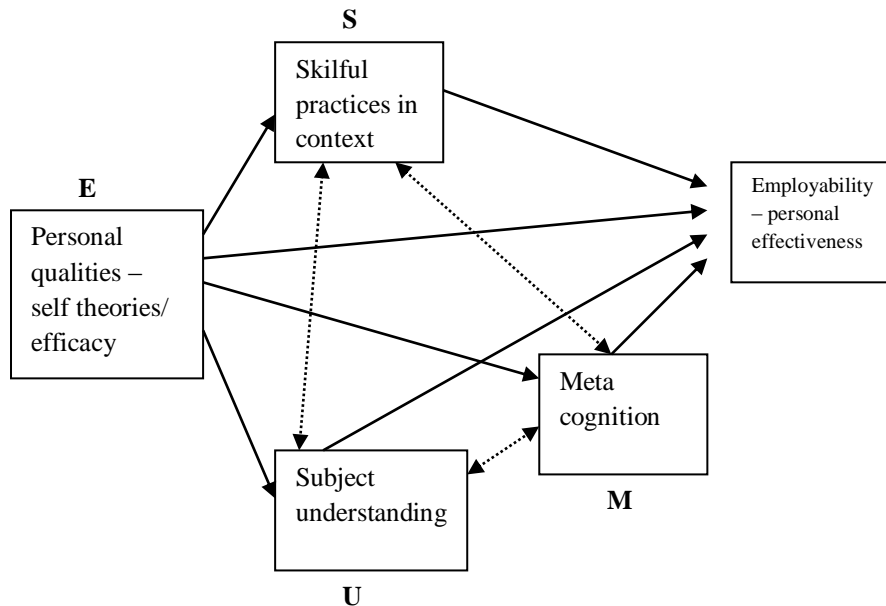 S
Skilful
practices in
context
E
Personal
qualities –
self theories/
efficacy
Employability
– personal
effectiveness
Meta
cognition
M
Subject
understanding
U